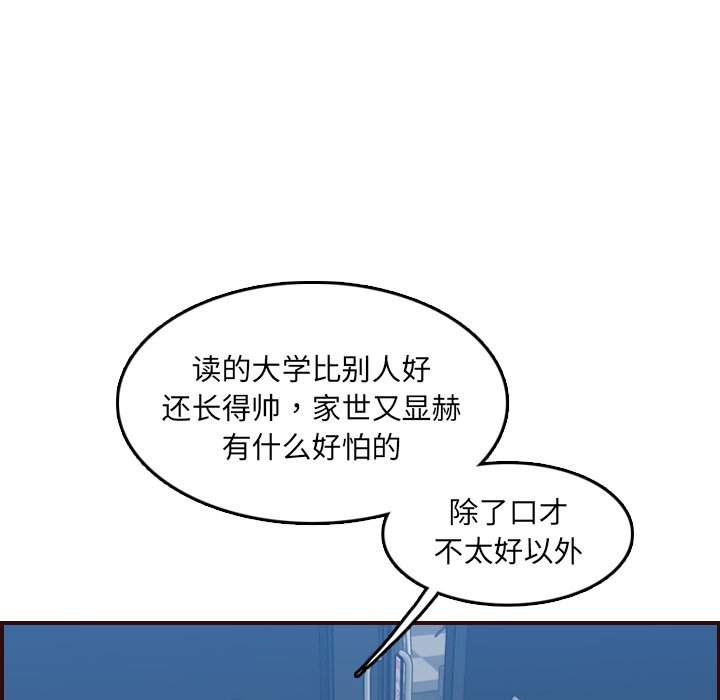 读的大学比别人好
还长得帅，家世又显赫
有什么好怕的
除了口才
不太好以外